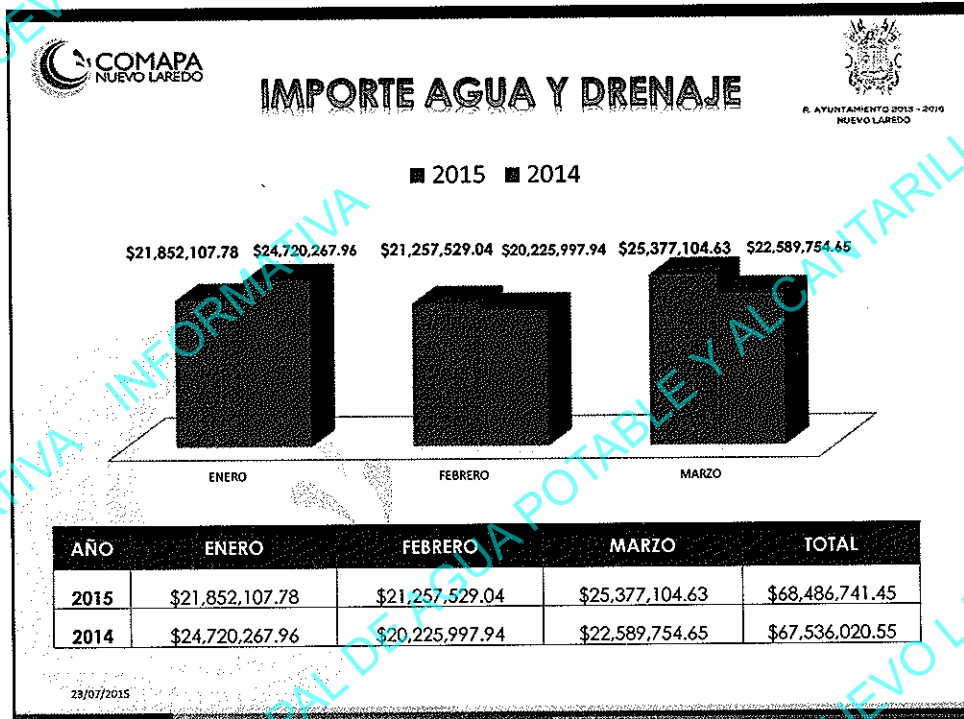 COMAPA
NUEVO LAREDO
IMPORTE AGUA Y DRENAJE
R. AYUNTAMIENTO 2013 - 2016
NUEVO LAREDO
2015 2014
$21,852,107.78 $24,720,267.96 $21,257,529.04 $20,225,997.94 $25,377,104.63 $22,589,754.65
ENERO FEBRERO MARZO
AÑO ENERO FEBRERO MARZO TOTAL
2015 $21,852,107.78 $21,257,529.04 $25,377,104.63 $68,486,741.45
2014 $24,720,267.96 $20,225,997.94 $22,589,754.65 $67,536,020.55
23/07/2015
INFORMATIVA
PAL DE AGUA POTABLE Y ALCANTARILL